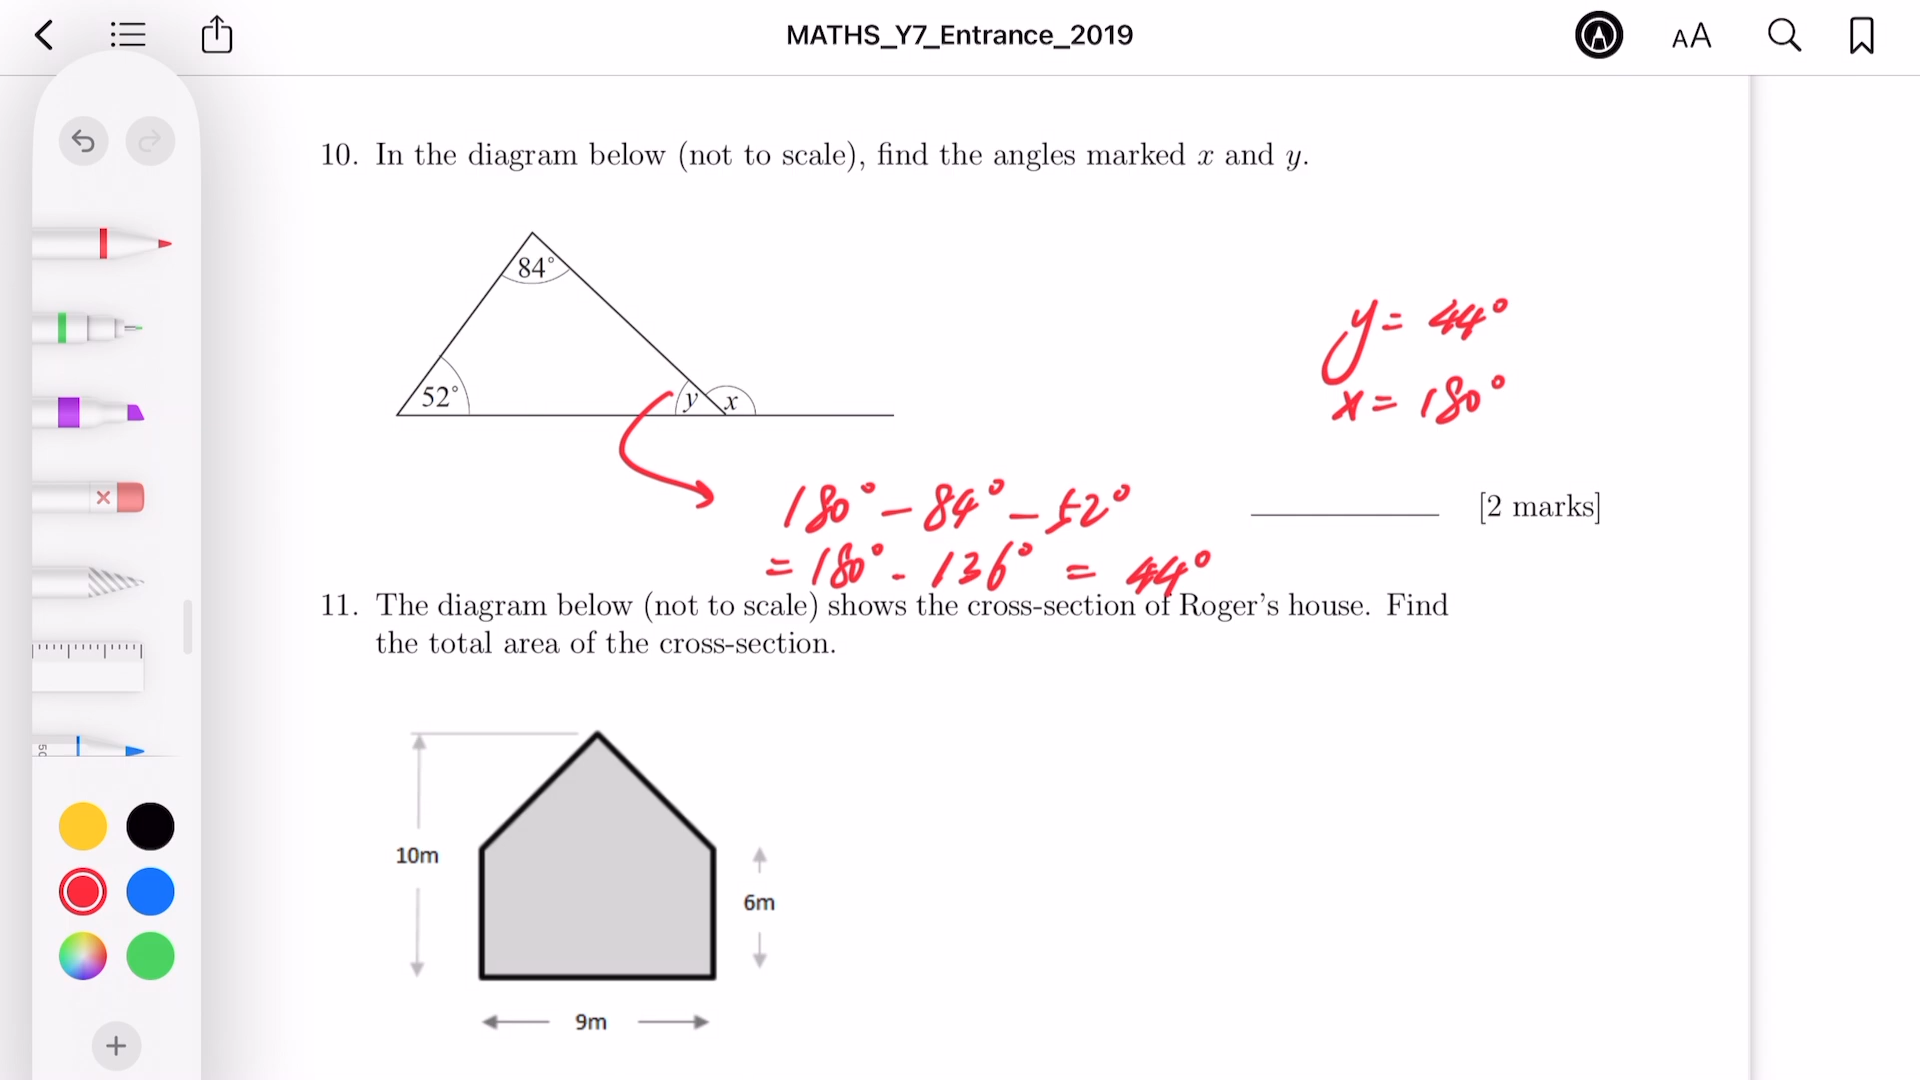 MATHS_Y7_Entrance_2019
AA
10. In the diagram below (not to scale), find the angles marked x and y.
84°
52°
y
x
y = 44°
x = 180°
180° - 84° - 52°
= 180° - 136° = 44°
[2 marks]
11. The diagram below (not to scale) shows the cross-section of Roger's house. Find
the total area of the cross-section.
10m
6m
9m
50